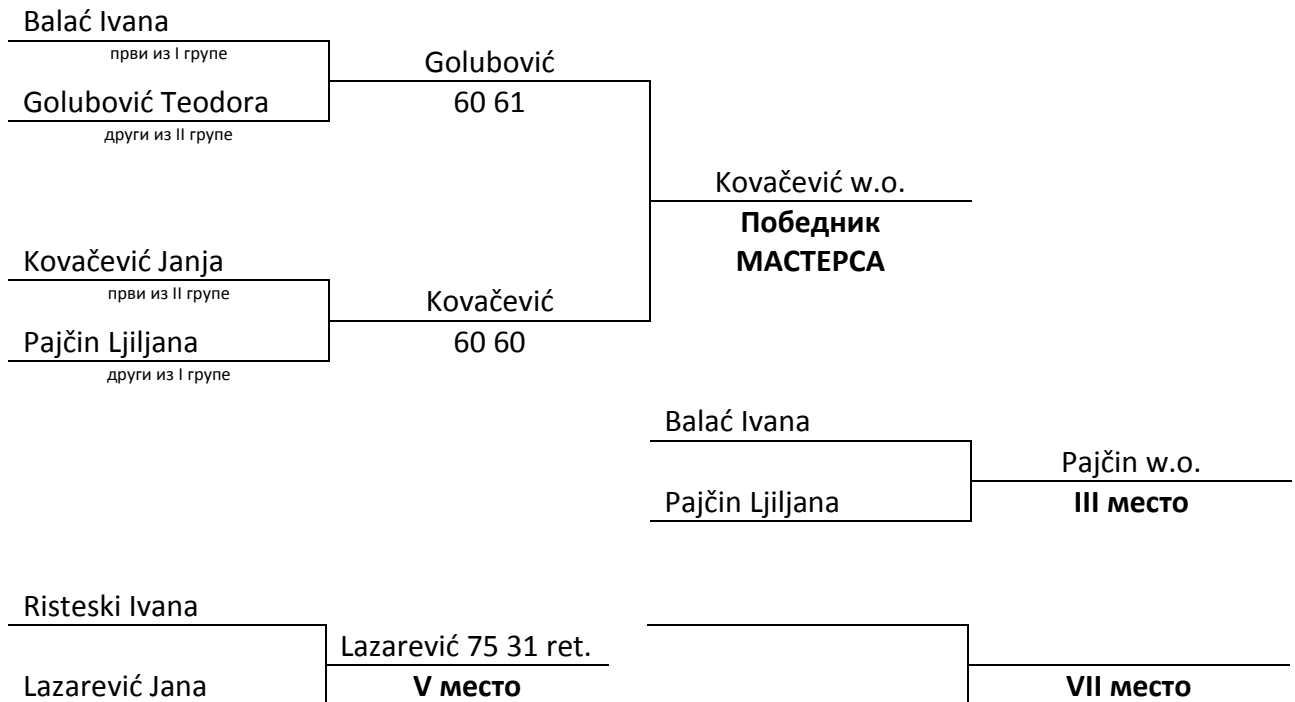 Balać Ivana
први из I групе
Golubović
Golubović Teodora
60 61
други из II групе
Kovačević w.o.
Победник
МАСТЕРСА
Kovačević Janja
први из II групе
Kovačević
Pajčin Ljiljana
60 60
други из I групе
Balać Ivana
Pajčin w.o.
Pajčin Ljiljana
III место
Risteski Ivana
Lazarević 75 31 ret.
Lazarević Jana
V место
VII место